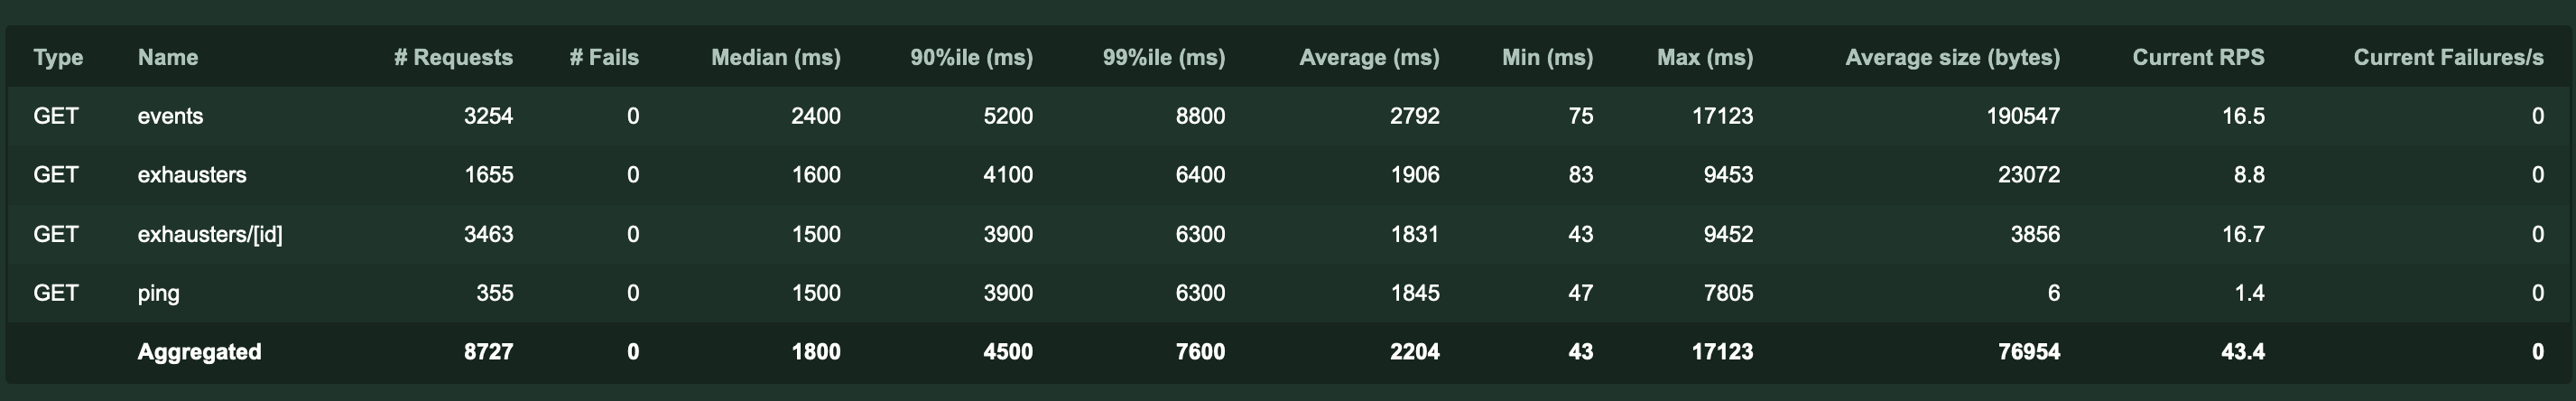 Type Name # Requests # Fails Median (ms) 90%ile (ms) 99%ile (ms) Average (ms) Min (ms) Max (ms) Average size (bytes) Current RPS Current Failures/s
GET events 3254 0 2400 5200 8800 2792 75 17123 190547 16.5 0
GET exhausters 1655 0 1600 4100 6400 1906 83 9453 23072 8.8 0
GET exhausters/[id] 3463 0 1500 3900 6300 1831 43 9452 3856 16.7 0
GET ping 355 0 1500 3900 6300 1845 47 7805 6 1.4 0
Aggregated 8727 0 1800 4500 7600 2204 43 17123 76954 43.4 0